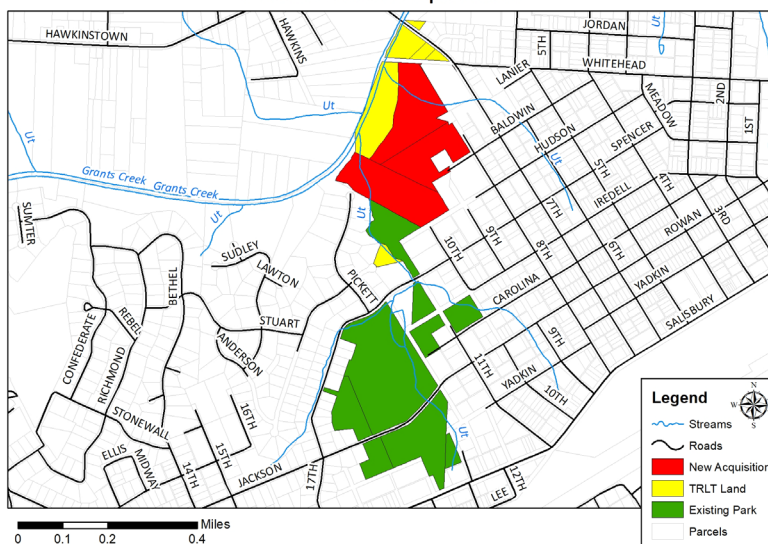 HAWKINSTOWN
HAWKINS
Ut
JORDAN
5TH
WHITEHEAD
LANIER
2ND
1ST
MEADOW
BALDWIN
HUDSON
SPENCER
Ut
Ut
Ut
5TH
4TH
3RD
Grants Creek Grants Creek
IREDELL
ROWAN
7TH
6TH
8TH
9TH
10TH
Ut
Ut
SUMTER
SUDLEY
LAWTON
BETHEL
PICKETT
YADKIN
CAROLINA
SALISBURY
STUART
REBEL
CONFEDERATE
RICHMOND
ANDERSON
9TH
11TH
YADKIN
10TH
STONEWALL
16TH
15TH
14TH
ELLIS
MIDWAY
JACKSON
17TH
Ut
12TH
LEE
Legend
N
W
E
S
Streams
Roads
New Acquisition
TRLT Land
Existing Park
Parcels
Miles
0 0.1 0.2 0.4